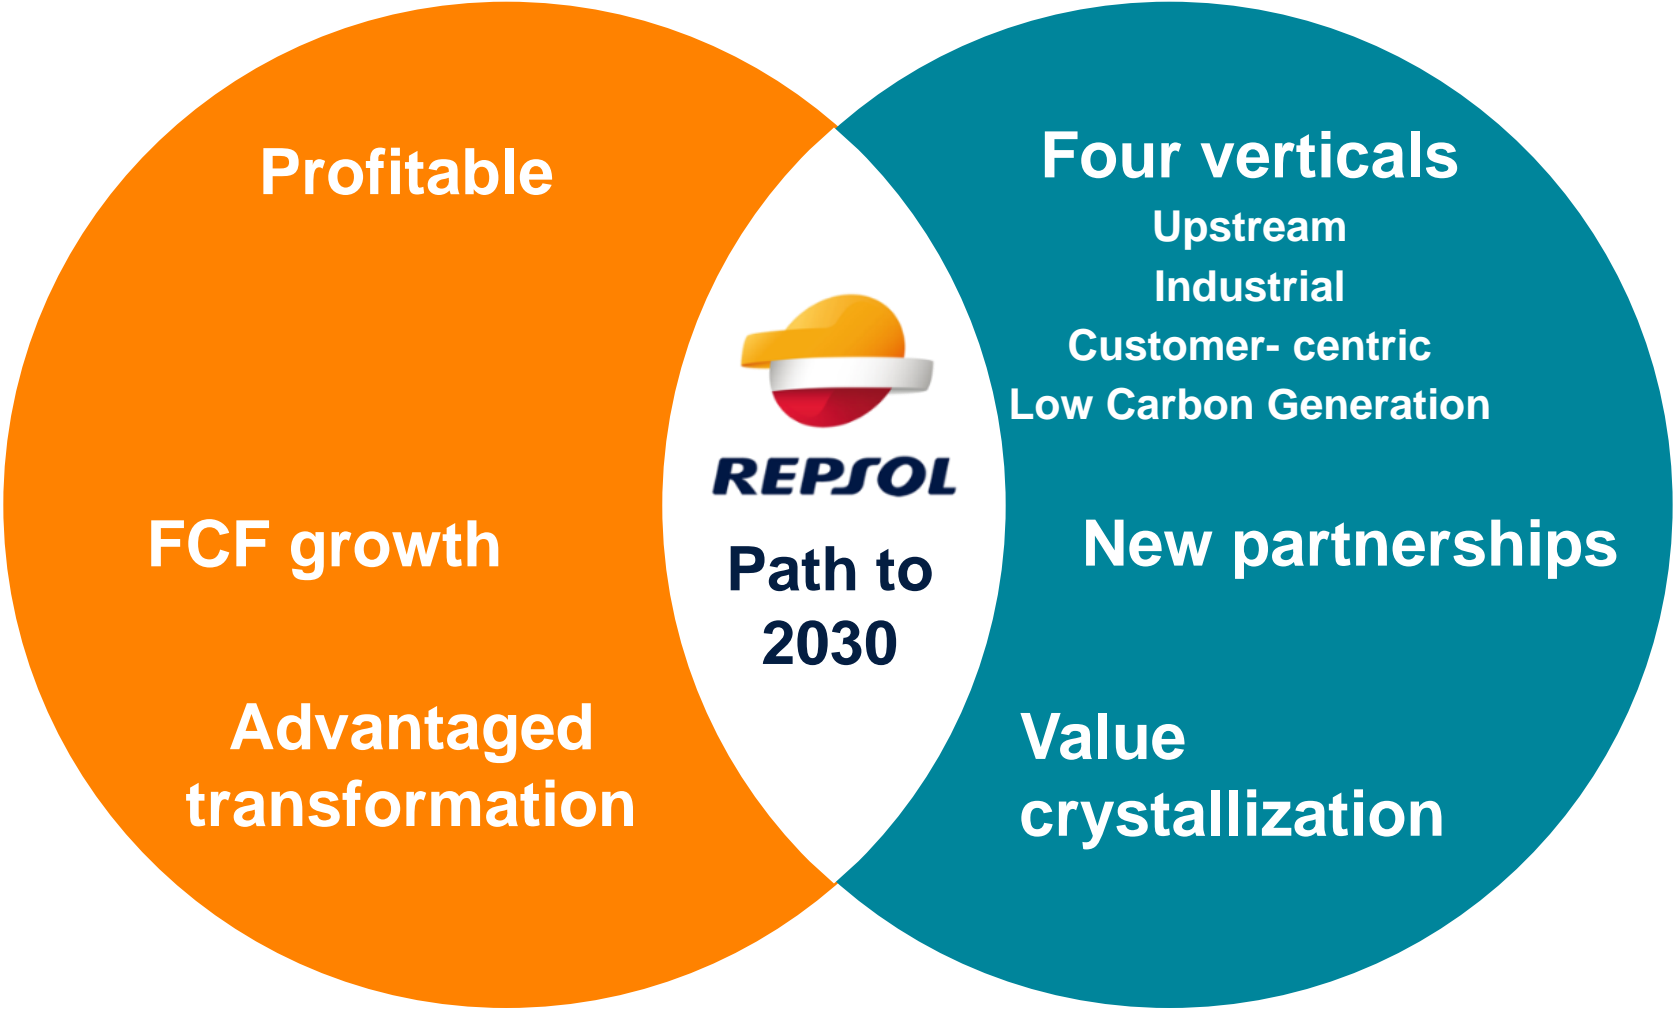 Profitable
FCF growth
Advantaged
transformation
REPSOL
Path to
2030
Four verticals
Upstream
Industrial
Customer- centric
Low Carbon Generation
New partnerships
Value
crystallization